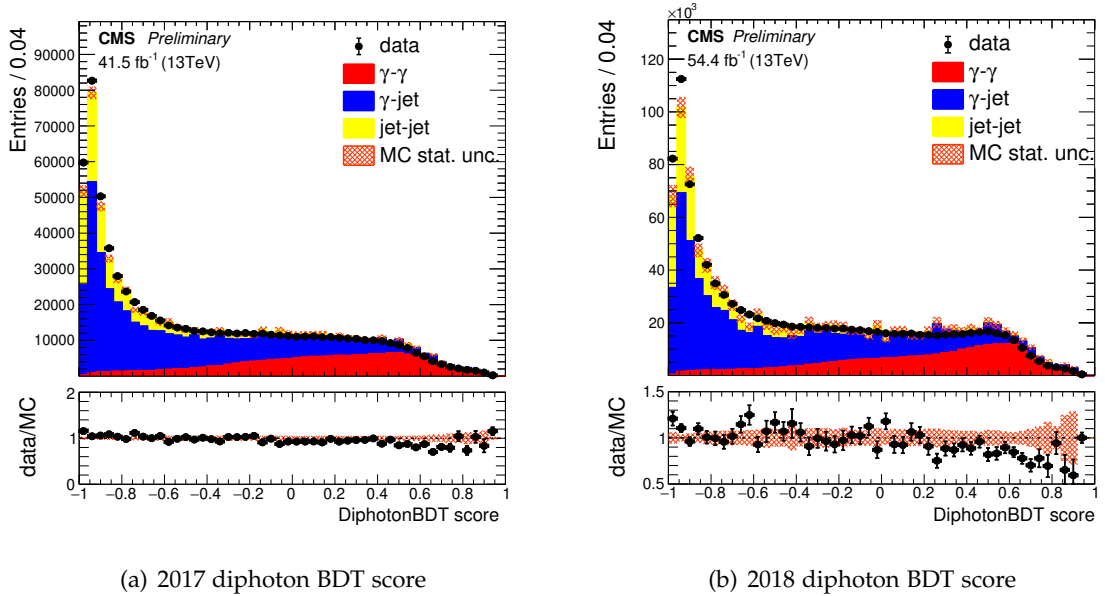 CMS Preliminary
41.5 fb⁻¹ (13TeV)
data
γ-γ
γ-jet
jet-jet
MC stat. unc.
Entries / 0.04
90000
80000
70000
60000
50000
40000
30000
20000
10000
data/MC
2
1
0
−1 −0.8 −0.6 −0.4 −0.2 0 0.2 0.4 0.6 0.8 1
DiphotonBDT score
(a) 2017 diphoton BDT score
×10³
CMS Preliminary
54.4 fb⁻¹ (13TeV)
data
γ-γ
γ-jet
jet-jet
MC stat. unc.
Entries / 0.04
120
100
80
60
40
20
data/MC
1.5
1
0.5
−1 −0.8 −0.6 −0.4 −0.2 0 0.2 0.4 0.6 0.8 1
DiphotonBDT score
(b) 2018 diphoton BDT score